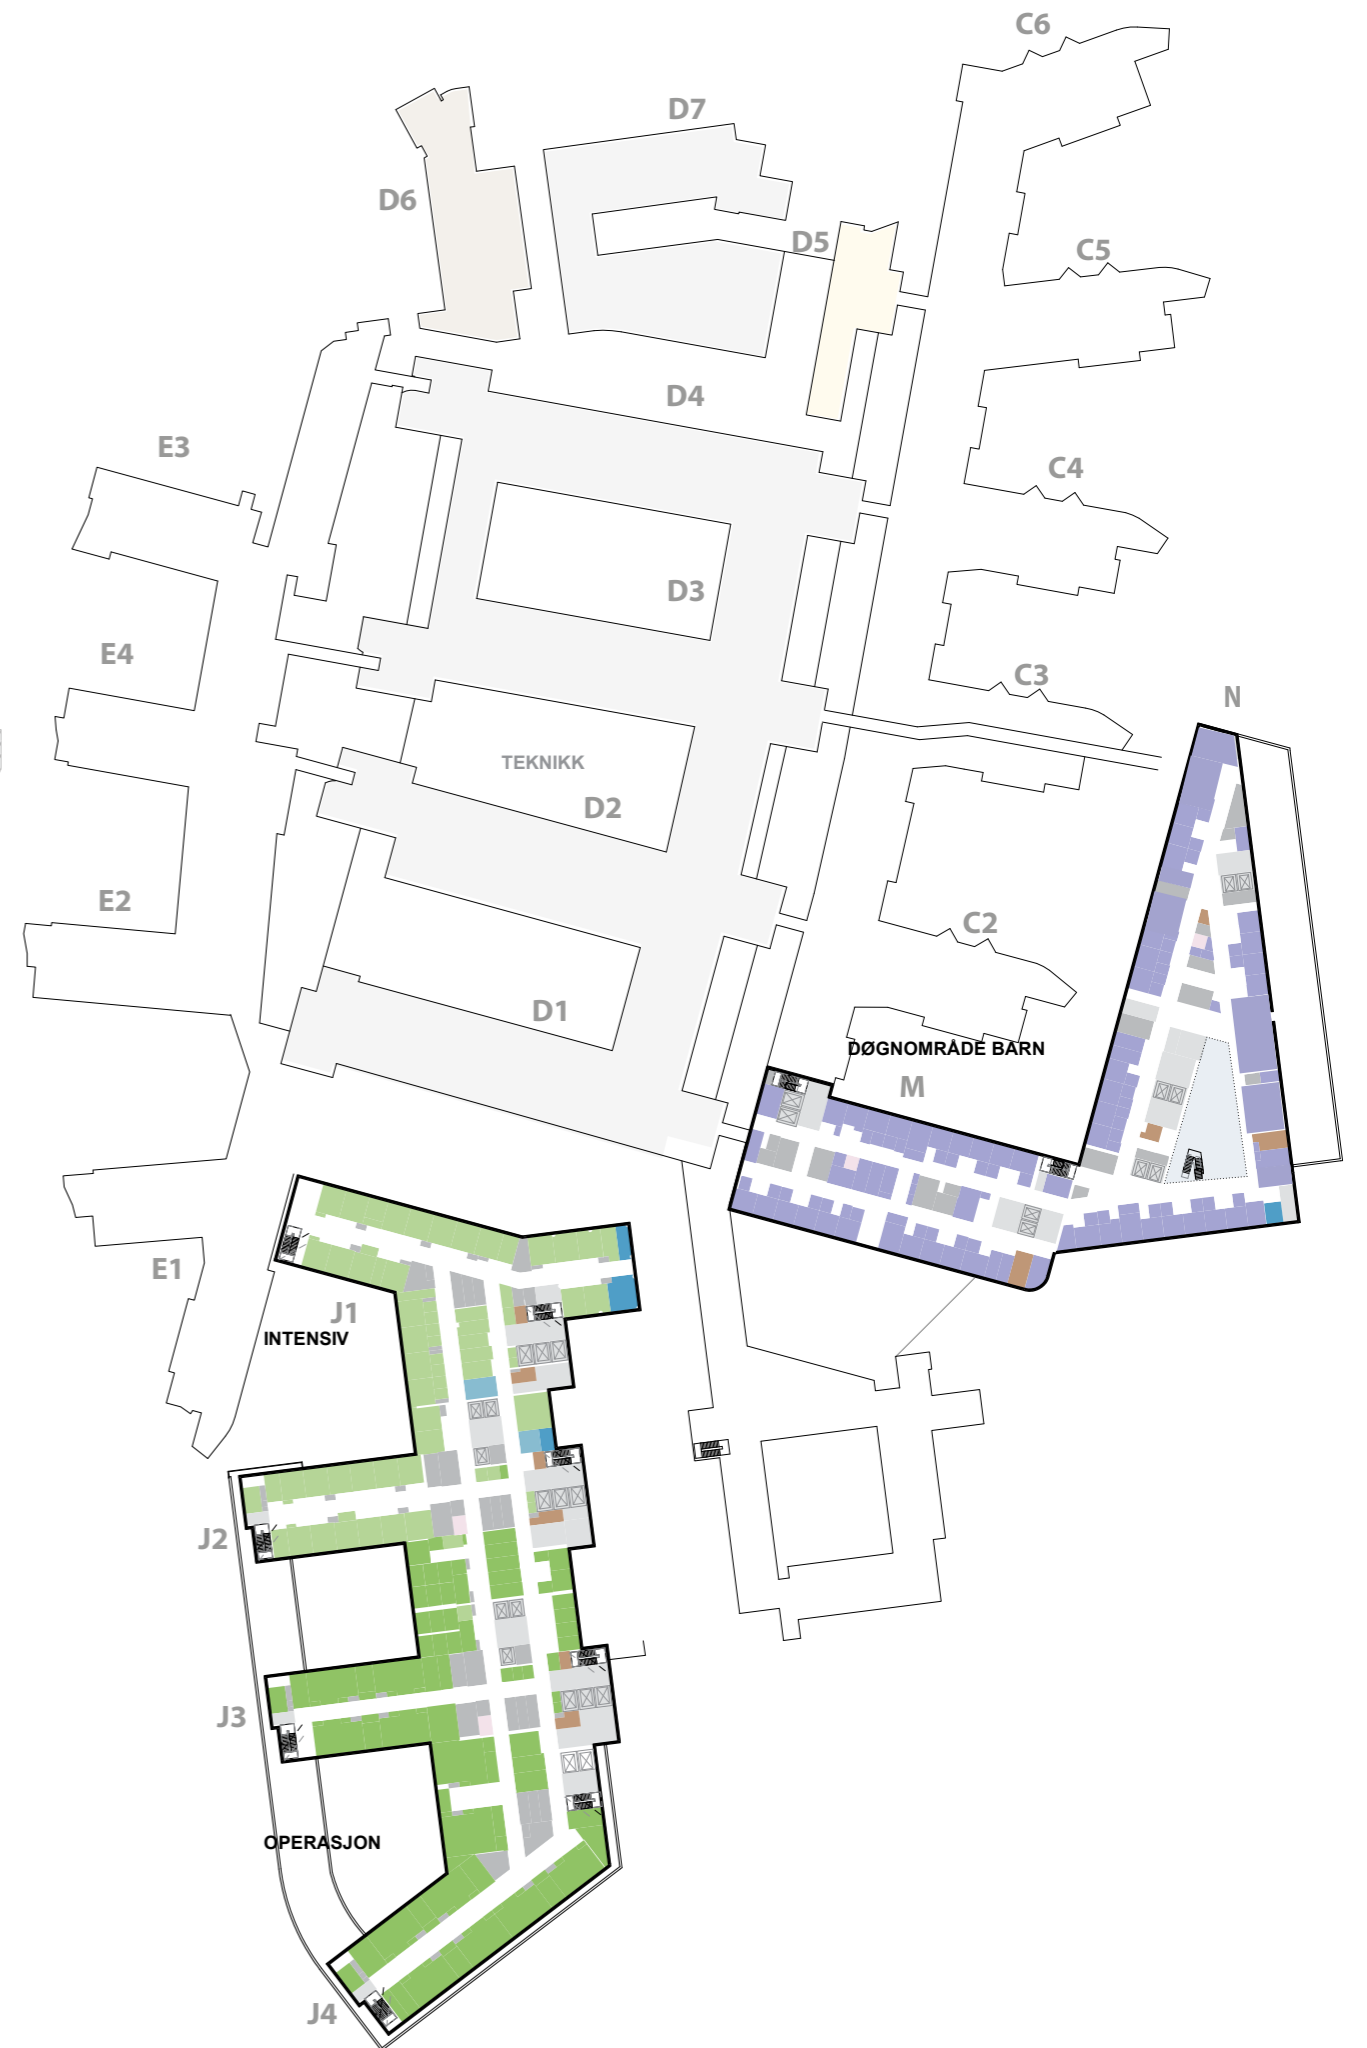 C6
D7
D6
D5
C5
D4
E3
C4
D3
E4
C3
N
TEKNIKK
D2
E2
C2
D1
DØGNOMRÅDE BARN
M
E1
J1
INTENSIV
J2
J3
OPERASJON
J4